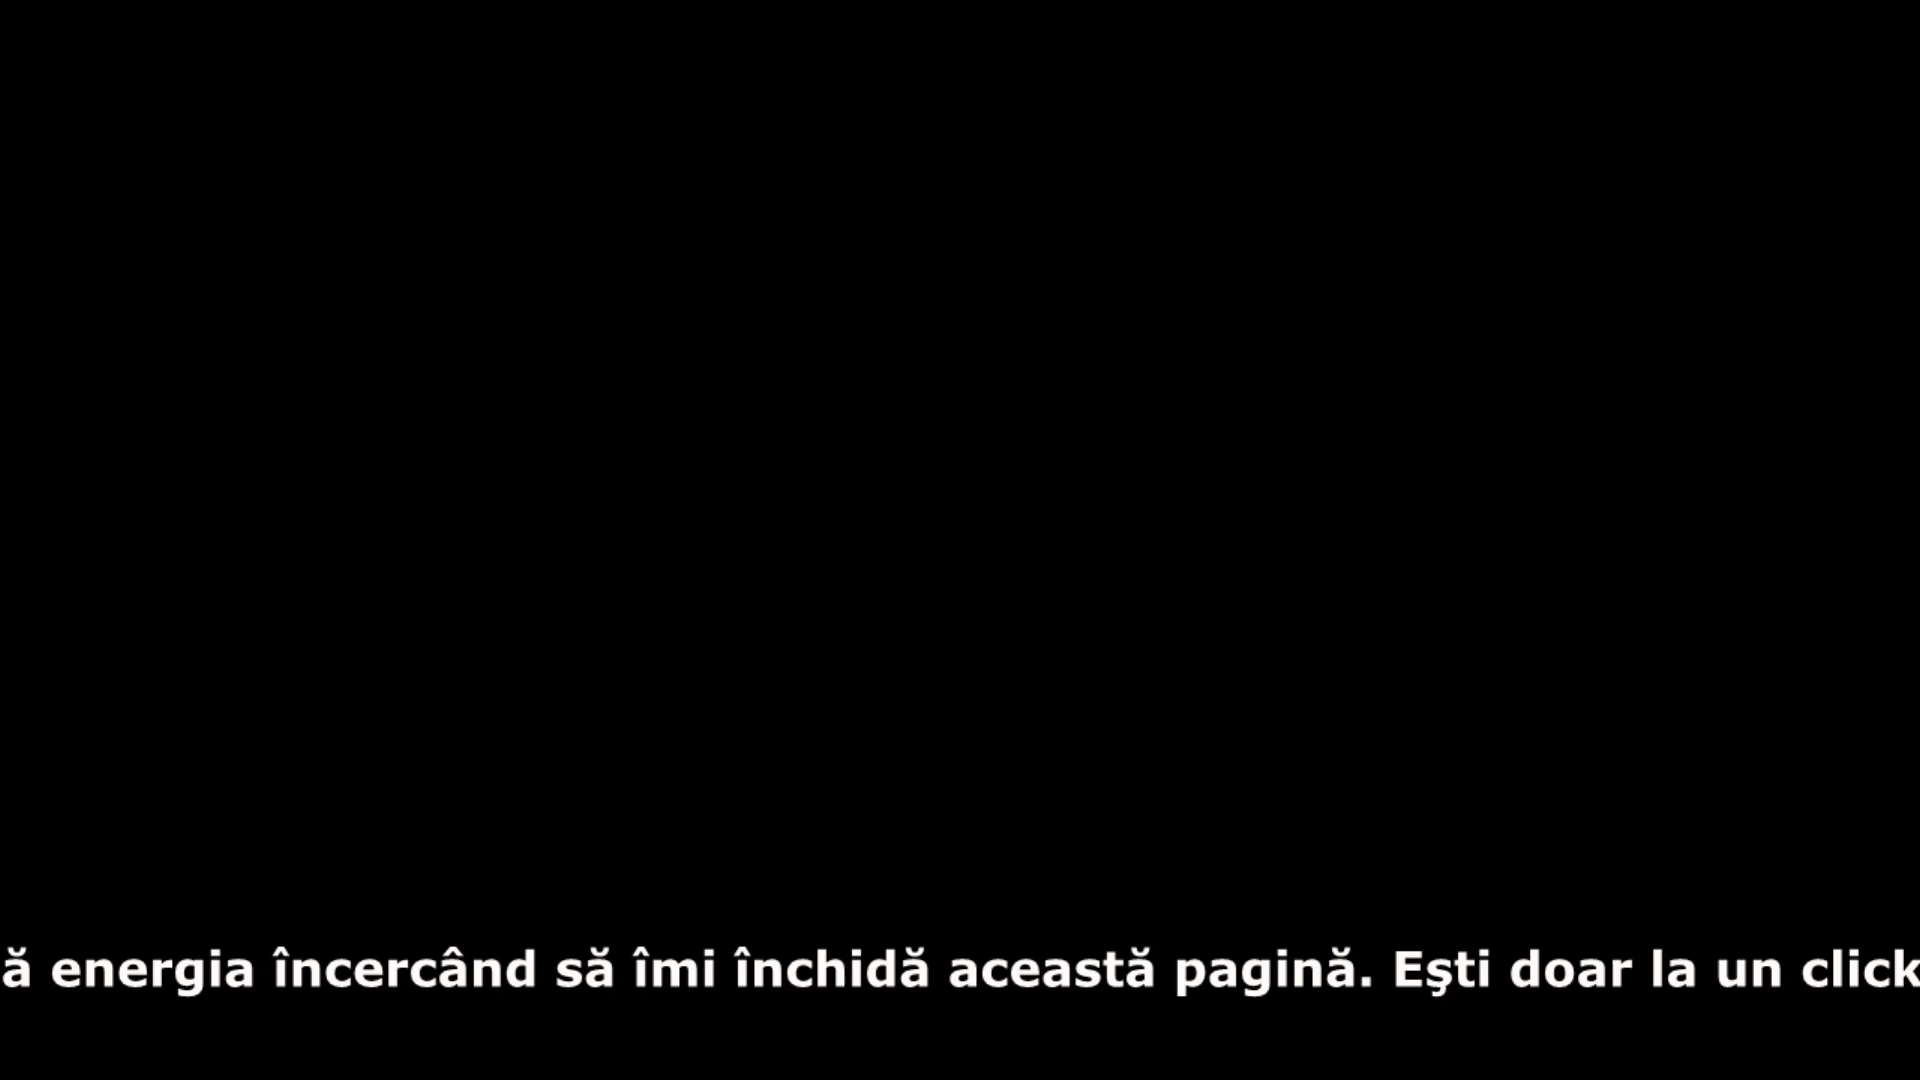 ă energia încercând să îmi închidă această pagină. Eşti doar la un click